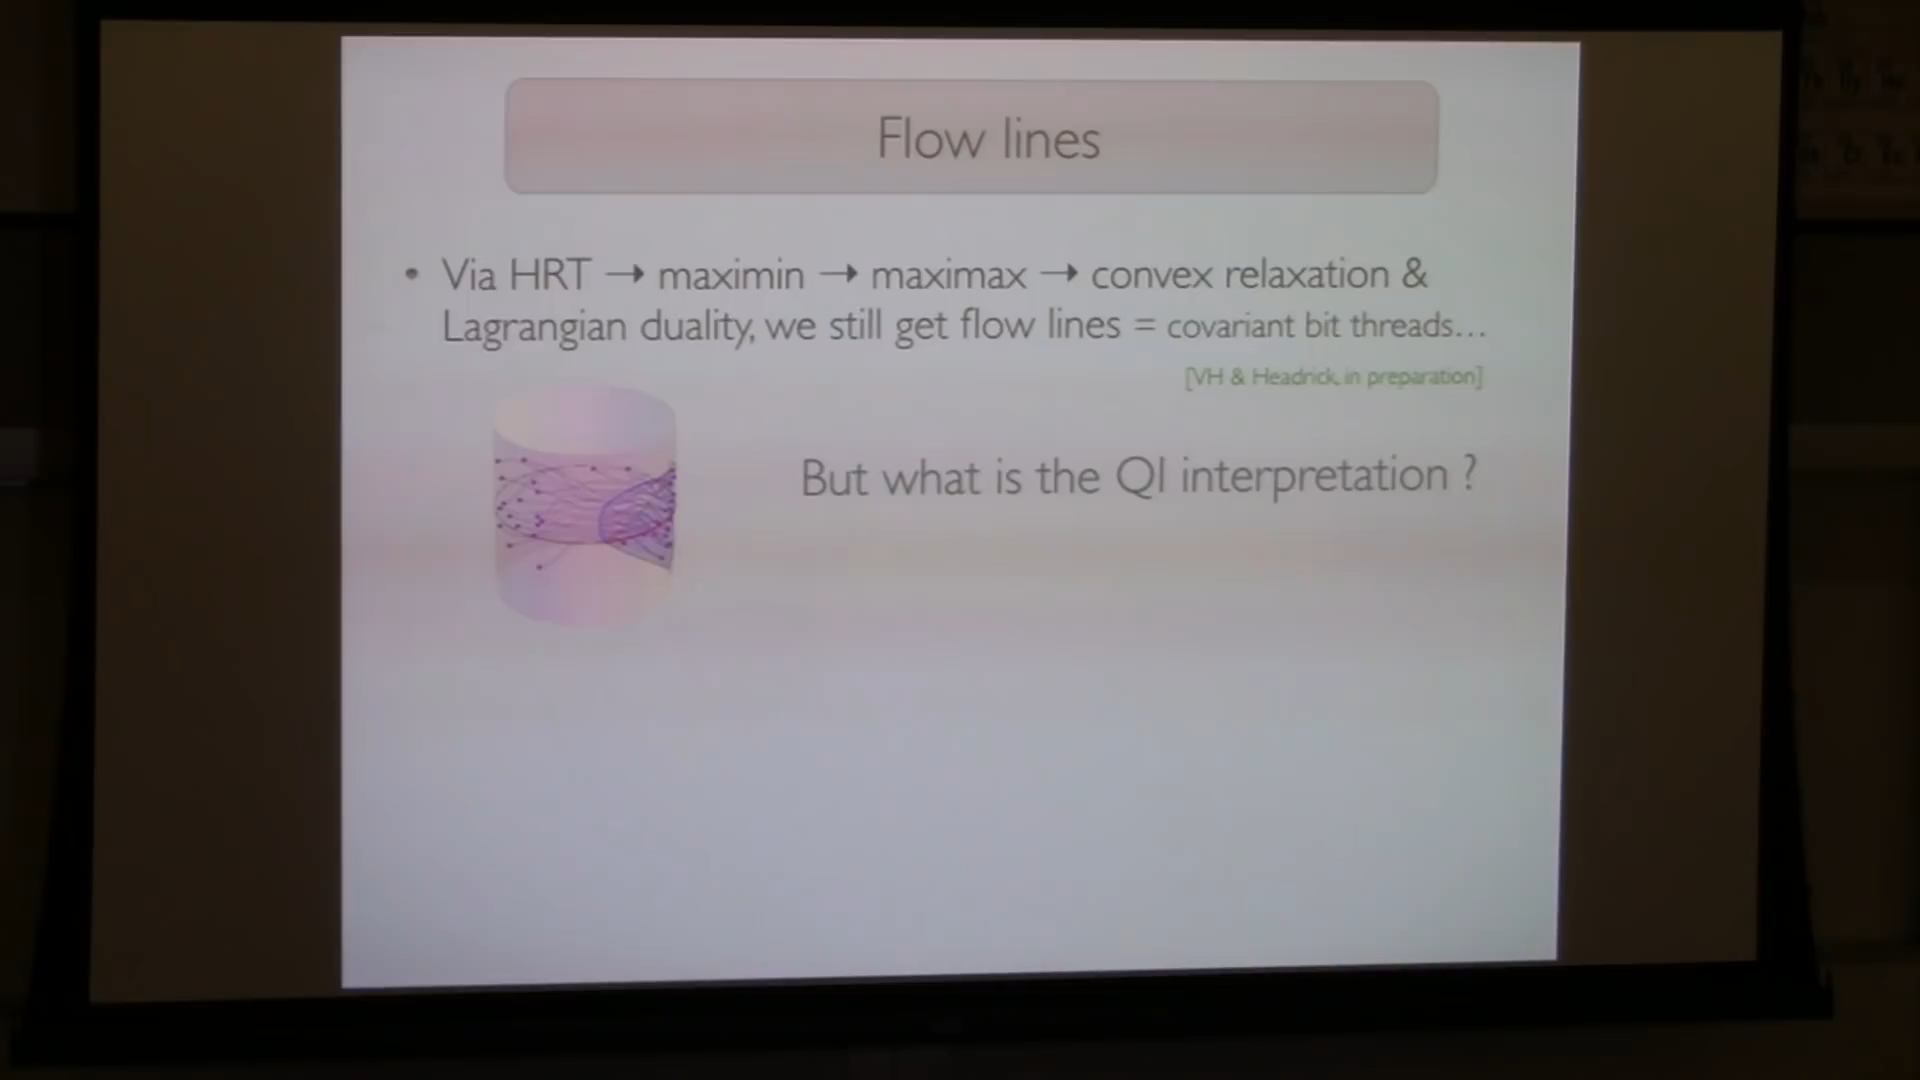 Flow lines
• Via HRT → maximin → maximax → convex relaxation &
Lagrangian duality, we still get flow lines = covariant bit threads...
[VH & Headrick, in preparation]
But what is the QI interpretation ?